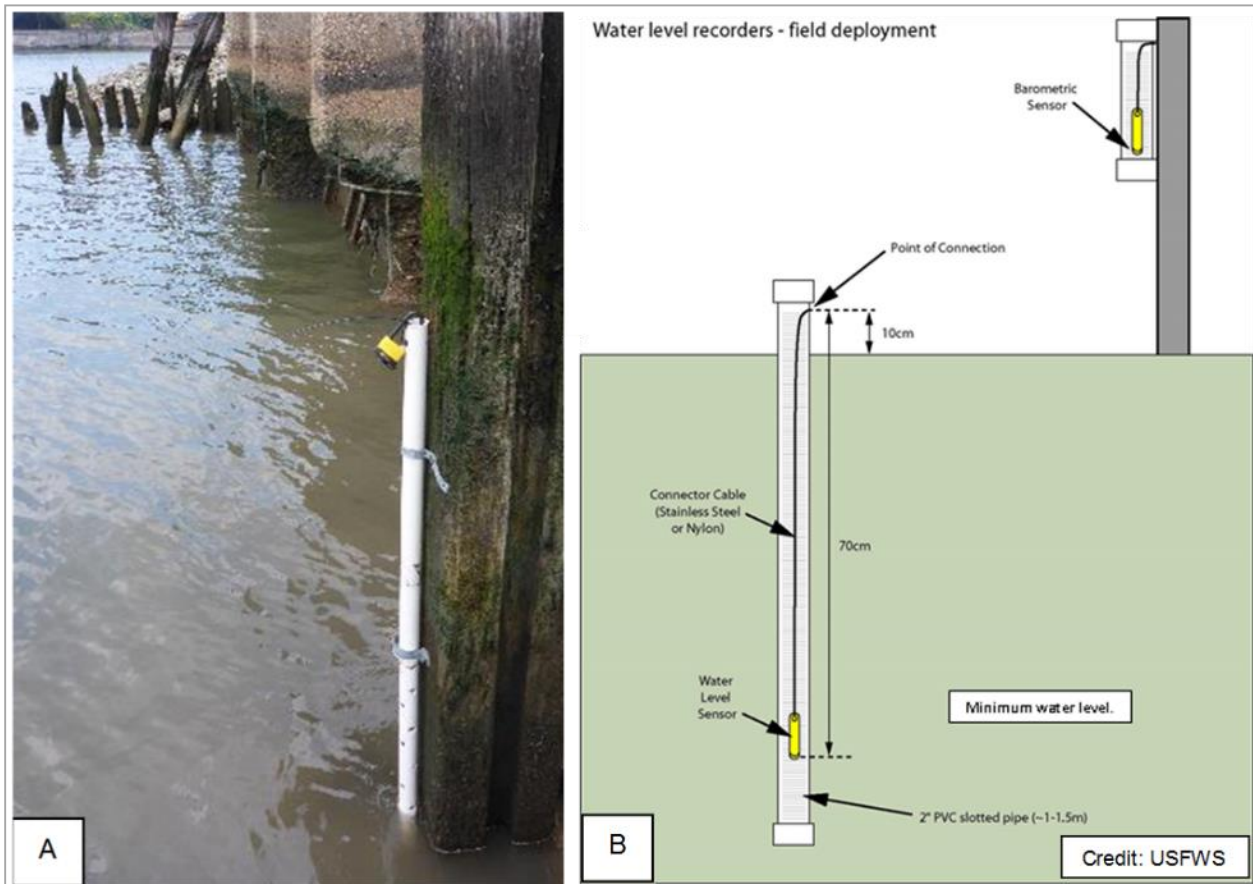 Water level recorders - field deployment
Barometric
Sensor
Point of Connection
10cm
Connector Cable
(Stainless Steel
or Nylon)
70cm
Water
Level
Sensor
Minimum water level.
2" PVC slotted pipe (~1-1.5m)
A
B
Credit: USFWS